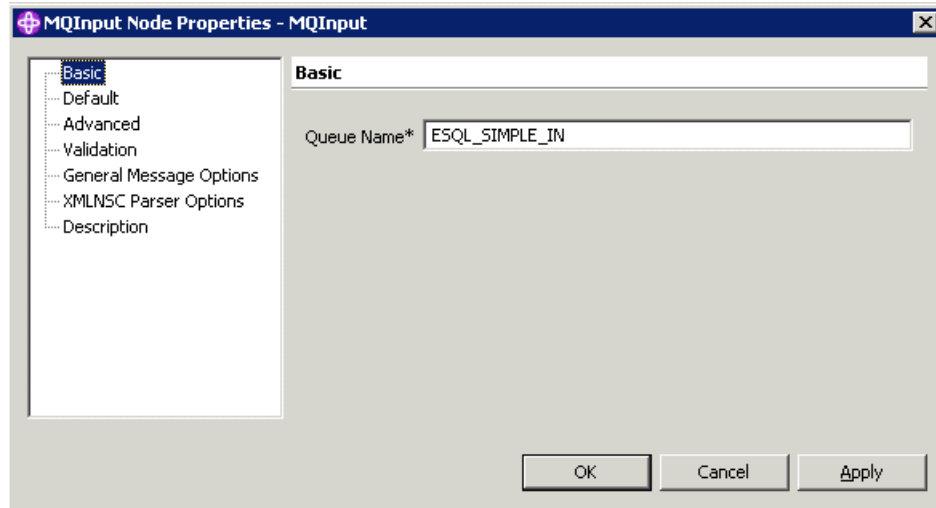 MQInput Node Properties - MQInput
Basic
Default
Advanced
Validation
General Message Options
XMLNSC Parser Options
Description
Basic
Queue Name* ESQL_SIMPLE_IN
OK Cancel Apply